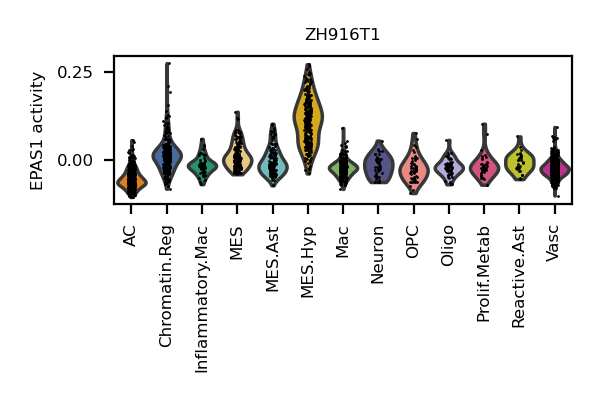 ZH916T1
EPAS1 activity
0.25
0.00
AC
Chromatin.Reg
Inflammatory.Mac
MES
MES.Ast
MES.Hyp
Mac
Neuron
OPC
Oligo
Prolif.Metab
Reactive.Ast
Vasc